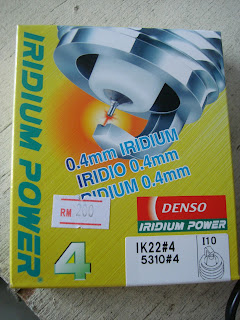 IRIDIUM POWER®
0.4mm IRIDIUM
IRIDIO 0.4mm
IRIDIUM 0.4mm
RM 200
4
DENSO
IRIDIUM POWER
IK22#4
5310#4
I10